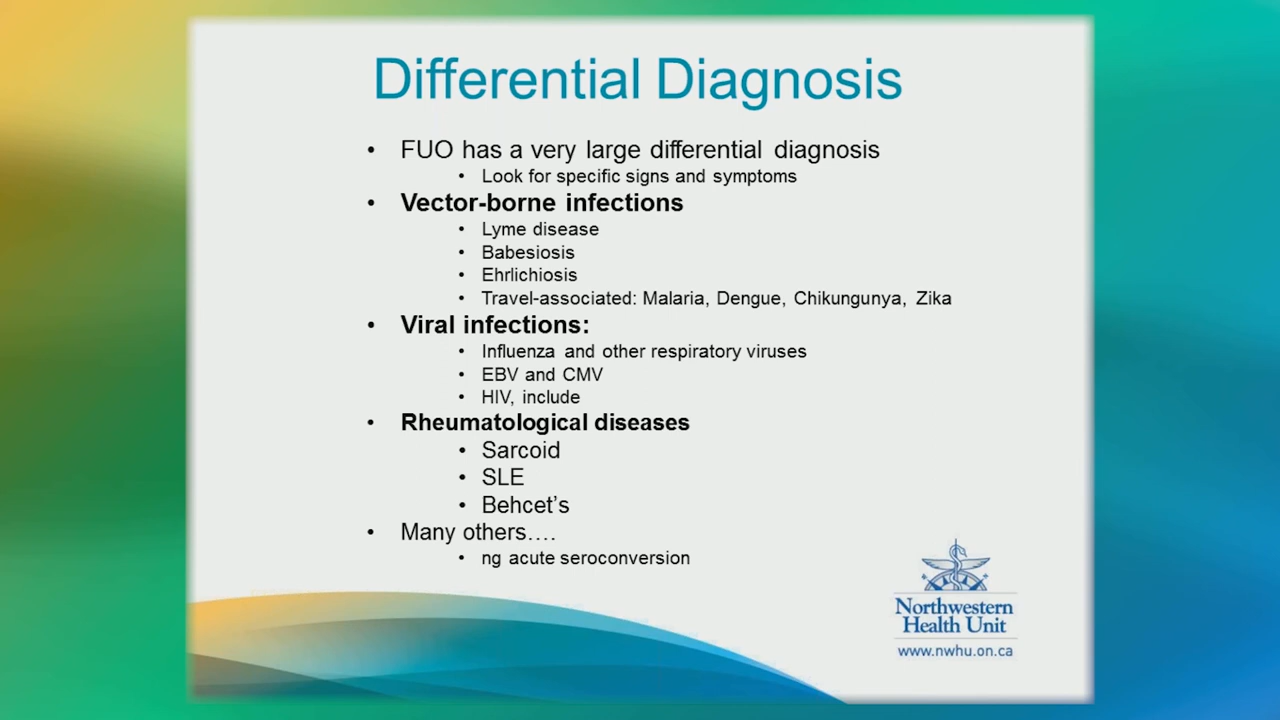 Differential Diagnosis
• FUO has a very large differential diagnosis
• Look for specific signs and symptoms
• Vector-borne infections
• Lyme disease
• Babesiosis
• Ehrlichiosis
• Travel-associated: Malaria, Dengue, Chikungunya, Zika
• Viral infections:
• Influenza and other respiratory viruses
• EBV and CMV
• HIV, include
• Rheumatological diseases
• Sarcoid
• SLE
• Behcet’s
• Many others….
• ng acute seroconversion
Northwestern
Health Unit
www.nwhu.on.ca